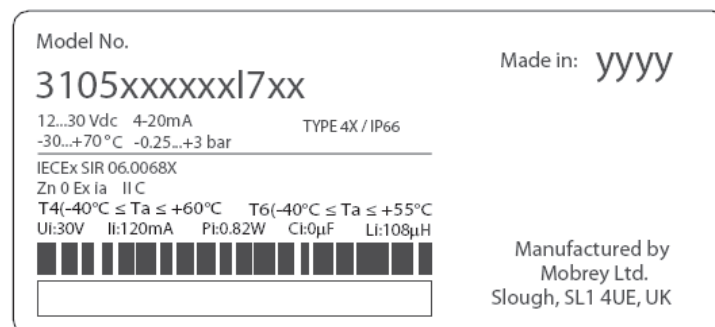 Model No.
3105xxxxxxI7xx
Made in: yyyy
12...30 Vdc 4-20mA
TYPE 4X / IP66
-30...+70°C -0.25...+3 bar
IECEx SIR 06.0068X
Zn 0 Ex ia II C
T4(-40°C ≤ Ta ≤ +60°C T6(-40°C ≤ Ta ≤ +55°C
Ui:30V Ii:120mA Pi:0.82W Ci:0μF Li:108μH
Manufactured by
Mobrey Ltd.
Slough, SL1 4UE, UK